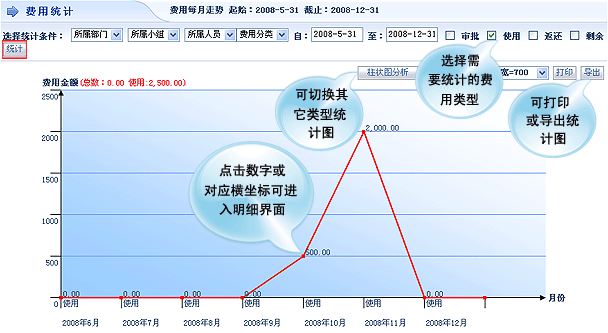 费用统计
费用每月走势 起始：2008-5-31 截止：2008-12-31
选择统计条件： 所属部门 所属小组 所属人员 费用分类 自：2008-5-31 至：2008-12-31 审批 使用 返还 剩余
统计
柱状图分析 宽=700 打印 导出
费用金额(总数：0.00 使用:2,500.00)
选择需
要统计的费
用类型
可切换其
它类型统
计图
可打印
或导出统
计图
点击数字或
对应横坐标可进
入明细界面
2500
2000
1500
1000
500
0
0.00 0.00 0.00 0.00 500.00 2,000.00 0.00
使用 使用 使用 使用 使用 使用 使用
月份
2008年6月 2008年7月 2008年8月 2008年9月 2008年10月 2008年11月 2008年12月